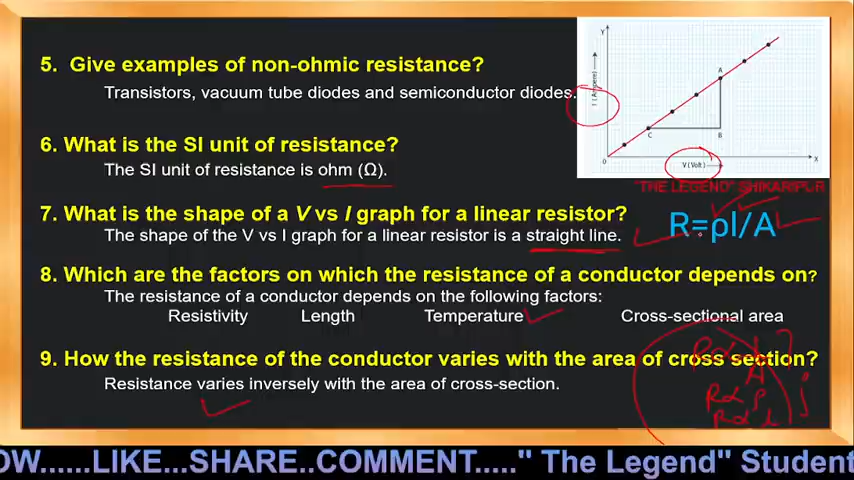 5. Give examples of non-ohmic resistance?
Transistors, vacuum tube diodes and semiconductor diodes.
6. What is the SI unit of resistance?
The SI unit of resistance is ohm (Ω).
7. What is the shape of a V vs I graph for a linear resistor?
The shape of the V vs I graph for a linear resistor is a straight line.
8. Which are the factors on which the resistance of a conductor depends on?
The resistance of a conductor depends on the following factors:
Resistivity Length Temperature Cross-sectional area
9. How the resistance of the conductor varies with the area of cross section?
Resistance varies inversely with the area of cross-section.
Y
I (Ampere)
A
C
B
O
V (Volt)
X
"THE LEGEND" SHIKARIPUR
R=ρl/A
R∝ρ
R∝
OW......LIKE...SHARE..COMMENT....." The Legend" Student